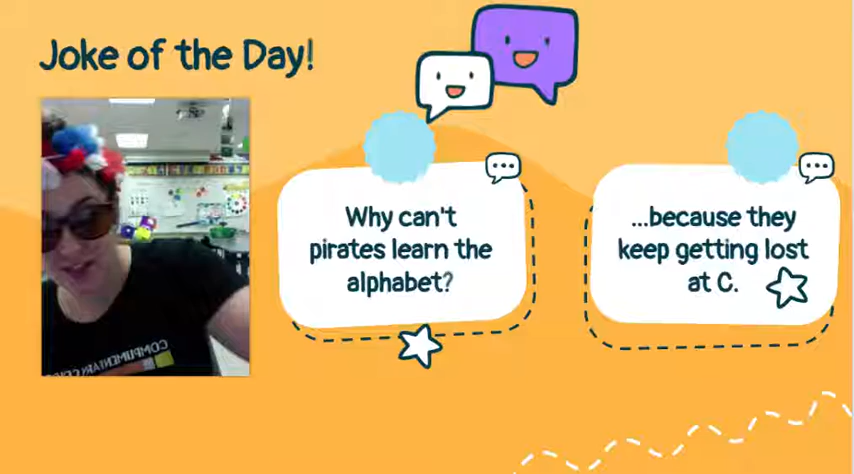 Joke of the Day!
Why can't
pirates learn the
alphabet?
...because they
keep getting lost
at C.